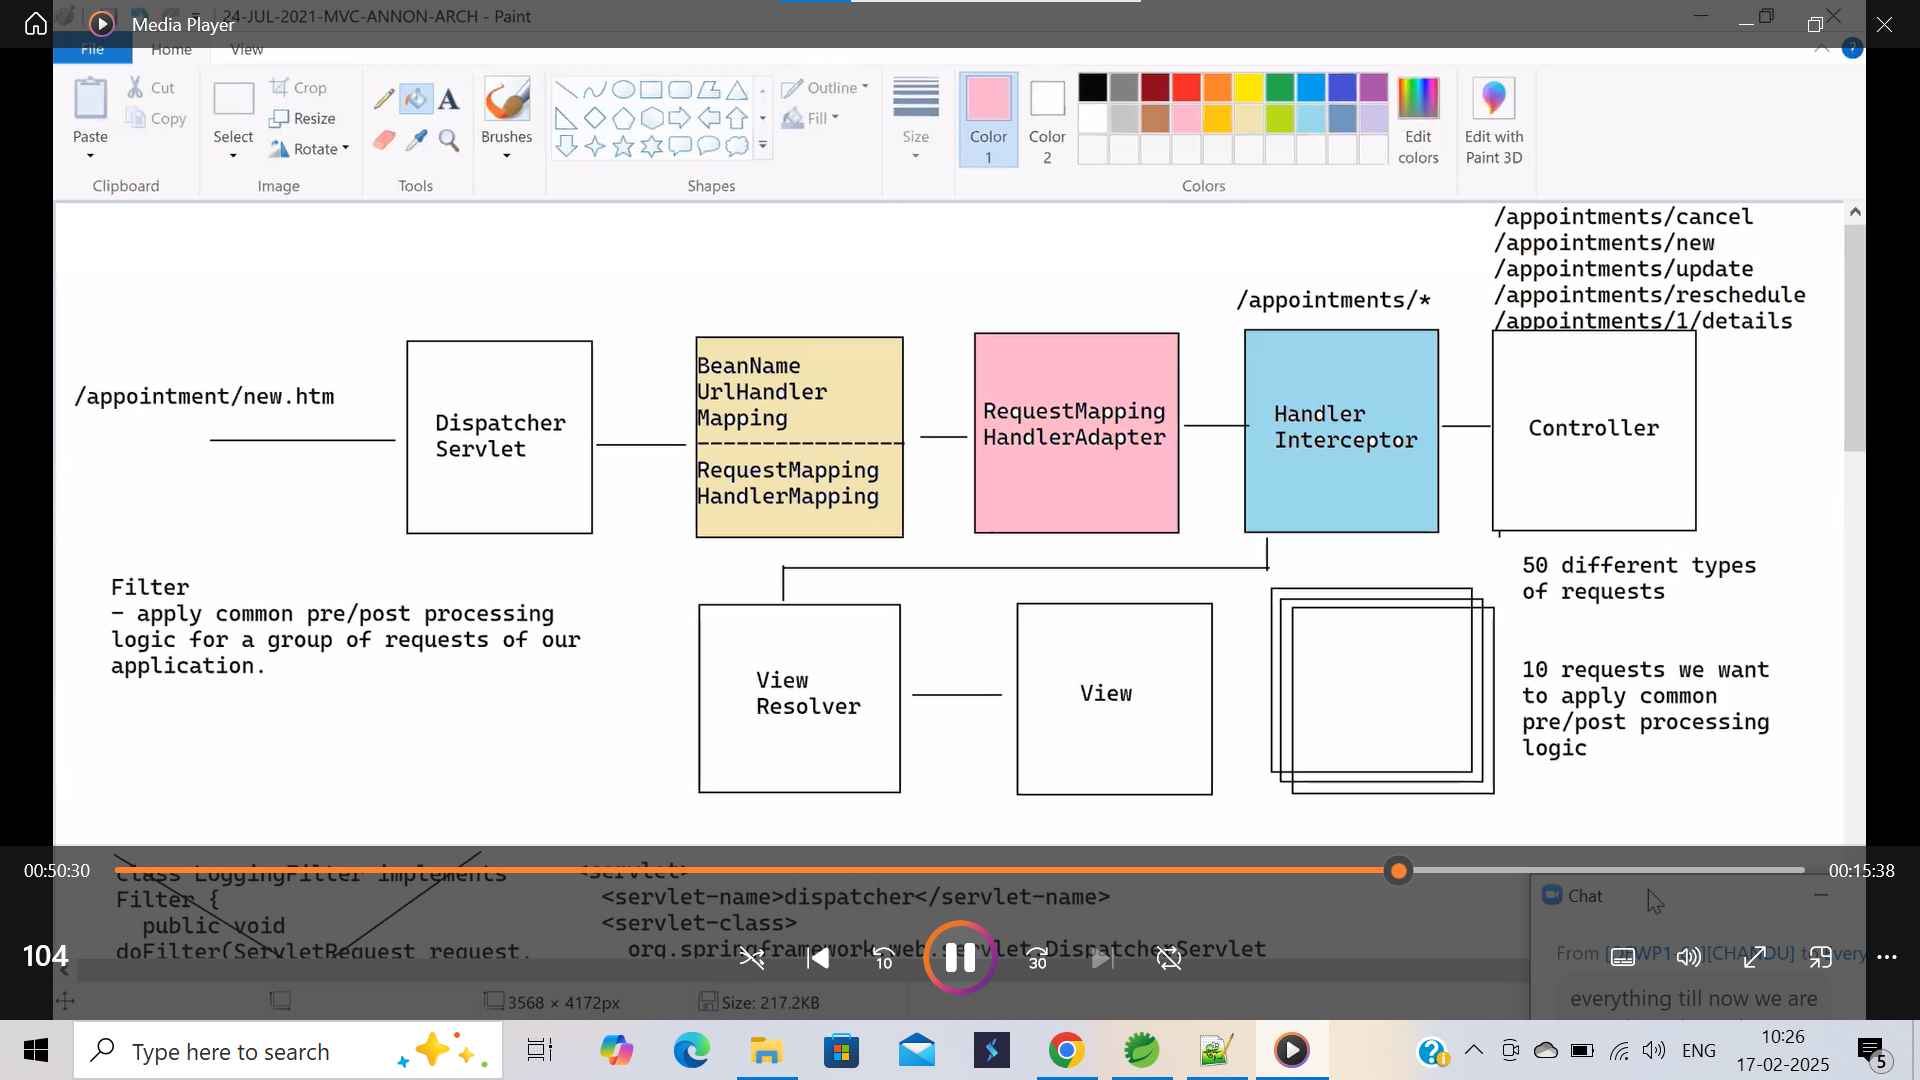 24-JUL-2021-MVC-ANNON-ARCH - Paint
Media Player
File
Home
View
Paste
Cut
Copy
Clipboard
Select
Crop
Resize
Rotate
Image
Tools
Brushes
Shapes
Outline
Fill
Size
Color
1
Color
2
Edit
colors
Edit with
Paint 3D
Colors
/appointments/cancel
/appointments/new
/appointments/update
/appointments/reschedule
/appointments/1/details
/appointments/*
/appointment/new.htm
Dispatcher
Servlet
BeanName
UrlHandler
Mapping
RequestMapping
HandlerMapping
RequestMapping
HandlerAdapter
Handler
Interceptor
Controller
Filter
- apply common pre/post processing
logic for a group of requests of our
application.
View
Resolver
View
50 different types
of requests
10 requests we want
to apply common
pre/post processing
logic
00:50:30
00:15:38
class LoggingFilter implements
Filter {
public void
doFilter(ServletRequest request,
<servlet>
<servlet-name>dispatcher</servlet-name>
<servlet-class>
org.springframework.web.servlet.DispatcherServlet
104
10
30
Chat
From
[CHANDU] to
everything till now we are
3568 × 4172px
Size: 217.2KB
Type here to search
ENG
10:26
17-02-2025
5